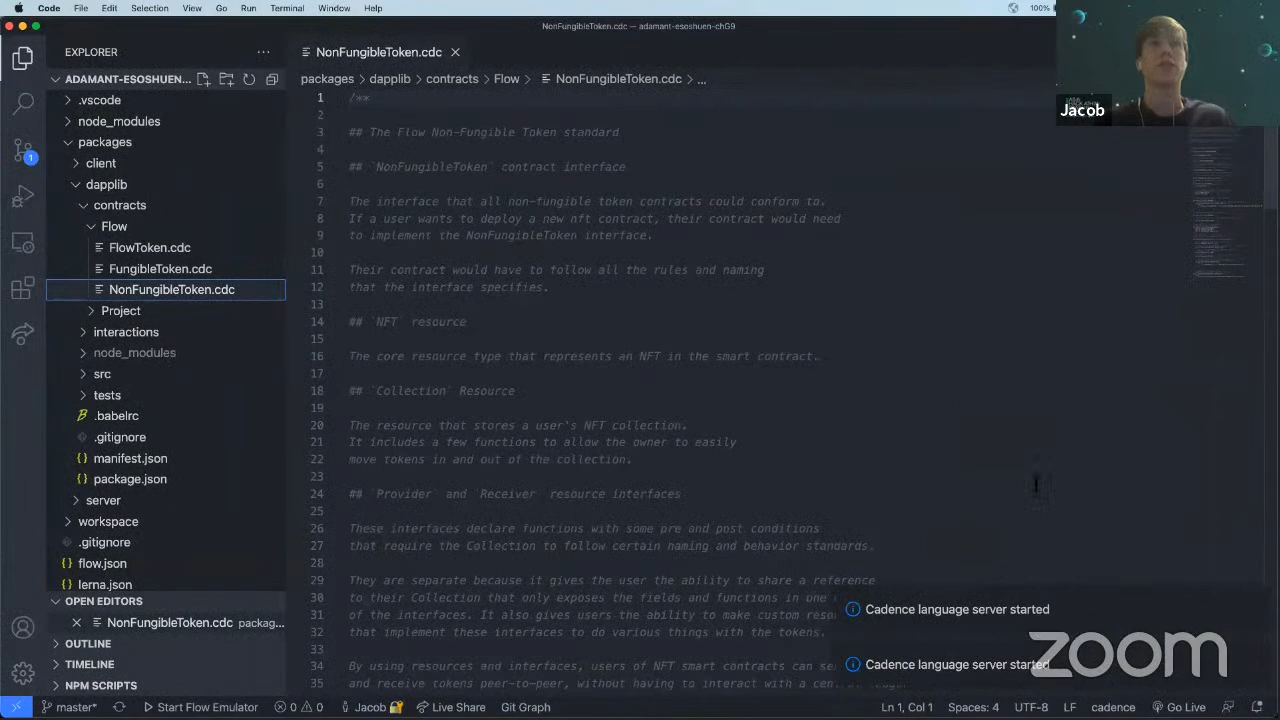 Code File Edit Selection View Go Run Terminal Window Help 100%
NonFungibleToken.cdc — adamant-esoshuen-chG9
EXPLORER
ADAMANT-ESOSHUEN...
.vscode
node_modules
packages
client
dapplib
contracts
Flow
FlowToken.cdc
FungibleToken.cdc
NonFungibleToken.cdc
Project
interactions
node_modules
src
tests
.babelrc
.gitignore
manifest.json
package.json
server
workspace
.gitignore
flow.json
lerna.json
OPEN EDITORS
NonFungibleToken.cdc packag...
OUTLINE
TIMELINE
NPM SCRIPTS
1
NonFungibleToken.cdc
packages > dapplib > contracts > Flow > NonFungibleToken.cdc > ...
1 /**
2
3 ## The Flow Non-Fungible Token standard
4
5 ## `NonFungibleToken` contract interface
6
7 The interface that all non-fungible token contracts could conform to.
8 If a user wants to deploy a new nft contract, their contract would need
9 to implement the NonFungibleToken interface.
10
11 Their contract would have to follow all the rules and naming
12 that the interface specifies.
13
14 ## `NFT` resource
15
16 The core resource type that represents an NFT in the smart contract.
17
18 ## `Collection` Resource
19
20 The resource that stores a user's NFT collection.
21 It includes a few functions to allow the owner to easily
22 move tokens in and out of the collection.
23
24 ## `Provider` and `Receiver` resource interfaces
25
26 These interfaces declare functions with some pre and post conditions
27 that require the Collection to follow certain naming and behavior standards.
28
29 They are separate because it gives the user the ability to share a reference
30 to their Collection that only exposes the fields and functions in one
31 of the interfaces. It also gives users the ability to make custom
32 that implement these interfaces to do various things with the tokens.
33
34 By using resources and interfaces, users of NFT smart contracts can
35 and receive tokens peer-to-peer, without having to interact with a
Jacob
Cadence language server started
Cadence language server started
zoom
master* Start Flow Emulator 0 0 Jacob Live Share Git Graph Ln 1, Col 1 Spaces: 4 UTF-8 LF cadence Go Live